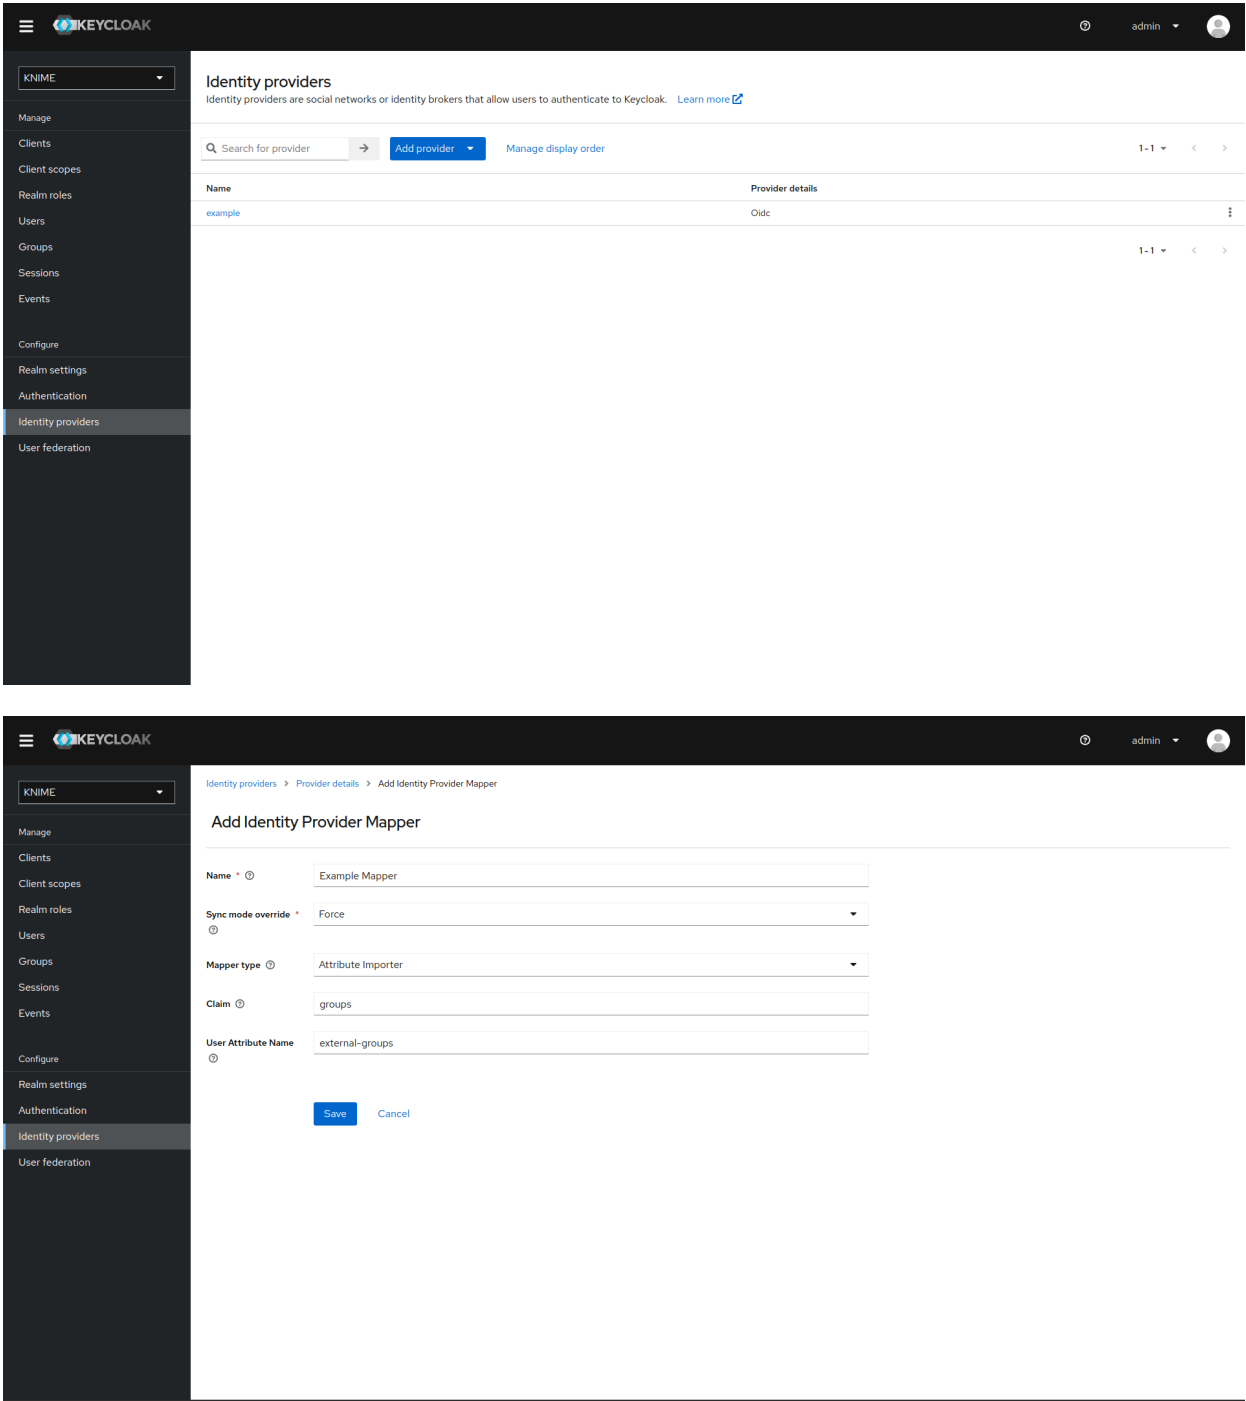 KEYCLOAK
admin
KNIME
Manage
Clients
Client scopes
Realm roles
Users
Groups
Sessions
Events
Configure
Realm settings
Authentication
Identity providers
User federation
Identity providers
Identity providers are social networks or identity brokers that allow users to authenticate to Keycloak. Learn more
Search for provider
Add provider
Manage display order
1-1
Name Provider details
example Oidc
1-1
KEYCLOAK
admin
KNIME
Manage
Clients
Client scopes
Realm roles
Users
Groups
Sessions
Events
Configure
Realm settings
Authentication
Identity providers
User federation
Identity providers > Provider details > Add Identity Provider Mapper
Add Identity Provider Mapper
Name * Example Mapper
Sync mode override * Force
Mapper type Attribute Importer
Claim groups
User Attribute Name external-groups
Save Cancel